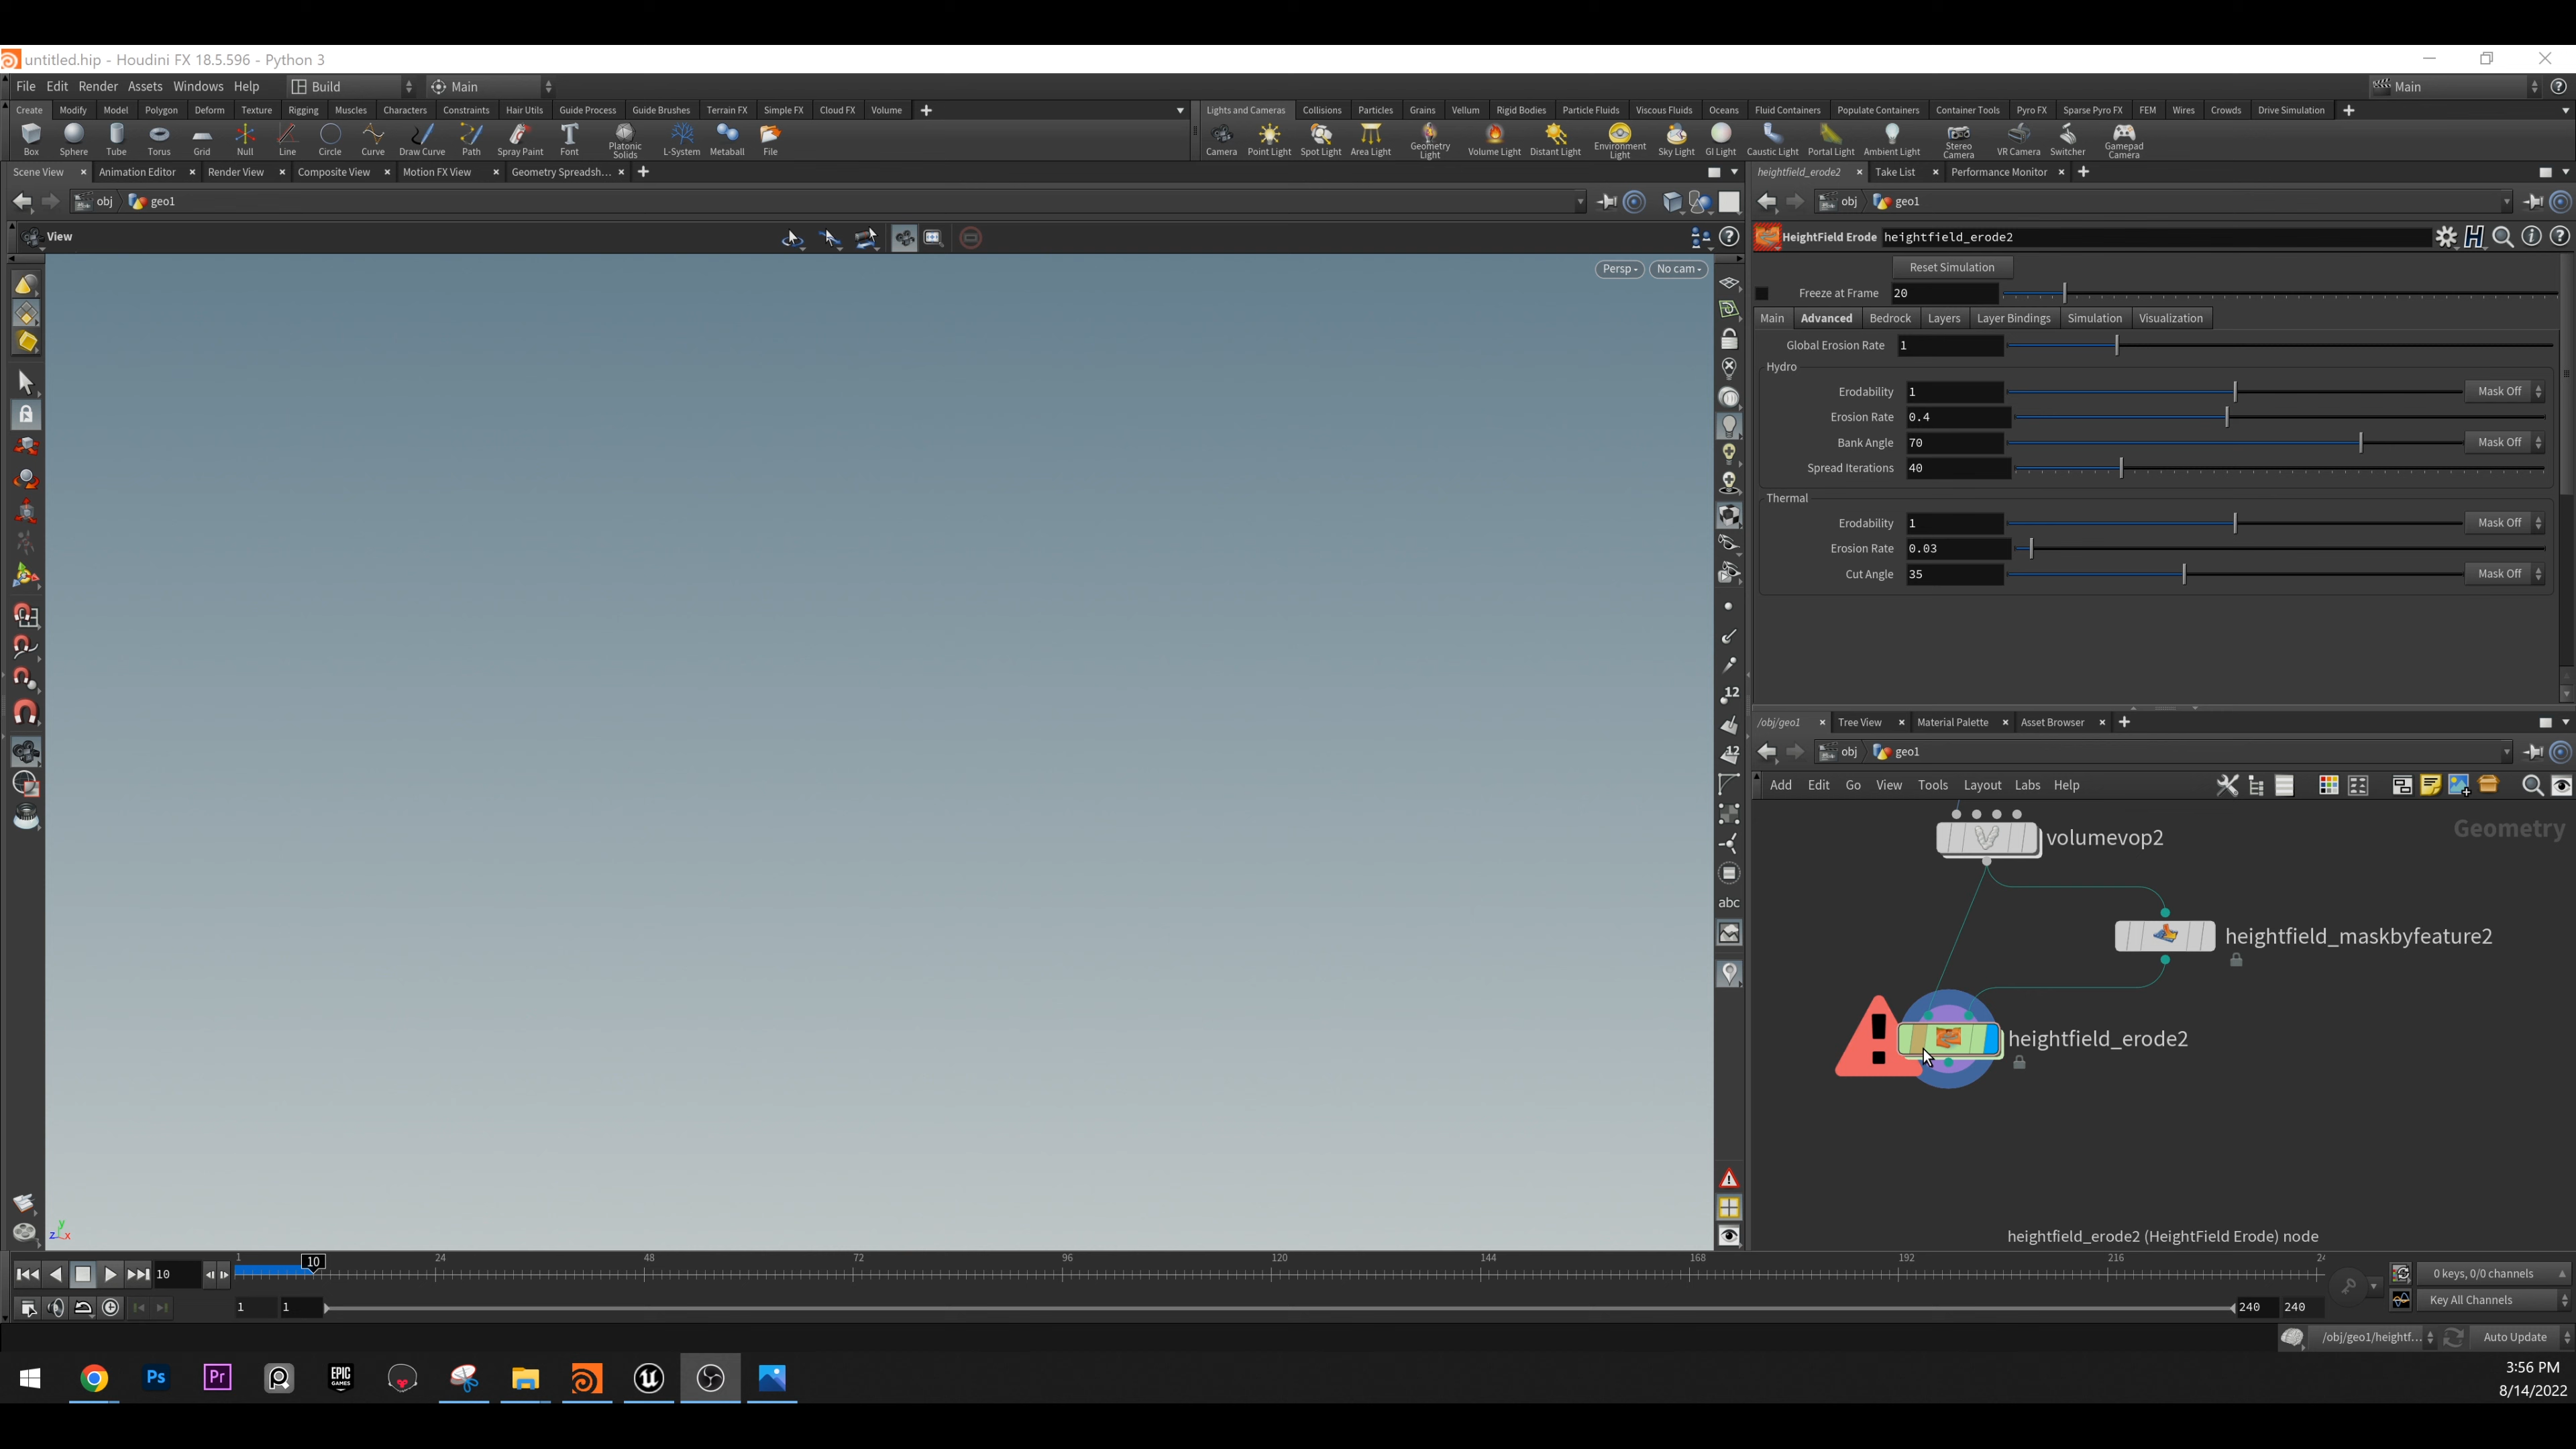 untitled.hip - Houdini FX 18.5.596 - Python 3
File Edit Render Assets Windows Help Build Main Main
Create Modify Model Polygon Deform Texture Rigging Muscles Characters Constraints Hair Utils Guide Process Guide Brushes Terrain FX Simple FX Cloud FX Volume
Lights and Cameras Collisions Particles Grains Vellum Rigid Bodies Particle Fluids Viscous Fluids Oceans Fluid Containers Populate Containers Container Tools Pyro FX Sparse Pyro FX FEM Wires Crowds Drive Simulation
Box Sphere Tube Torus Grid Null Line Circle Curve Draw Curve Path Spray Paint Font Platonic Solids L-System Metaball File
Camera Point Light Spot Light Area Light Geometry Light Volume Light Distant Light Environment Light Sky Light GI Light Caustic Light Portal Light Ambient Light Stereo Camera VR Camera Switcher Gamepad Camera
Scene View Animation Editor Render View Composite View Motion FX View Geometry Spreadsh...
heightfield_erode2 Take List Performance Monitor
obj geo1
obj geo1
View
Persp No cam
HeightField Erode heightfield_erode2
Reset Simulation
Freeze at Frame 20
Main Advanced Bedrock Layers Layer Bindings Simulation Visualization
Global Erosion Rate 1
Hydro
Erodability 1 Mask Off
Erosion Rate 0.4
Bank Angle 70 Mask Off
Spread Iterations 40
Thermal
Erodability 1 Mask Off
Erosion Rate 0.03
Cut Angle 35 Mask Off
12
12
abc
/obj/geo1 Tree View Material Palette Asset Browser
obj geo1
Add Edit Go View Tools Layout Labs Help
Geometry
volumevop2
heightfield_maskbyfeature2
heightfield_erode2
heightfield_erode2 (HeightField Erode) node
y
z x
10
1 10 24 48 72 96 120 144 168 192 216 24
0 keys, 0/0 channels
1 1 240 240
Key All Channels
/obj/geo1/heightf... Auto Update
Ps Pr EPIC GAMES
3:56 PM
8/14/2022